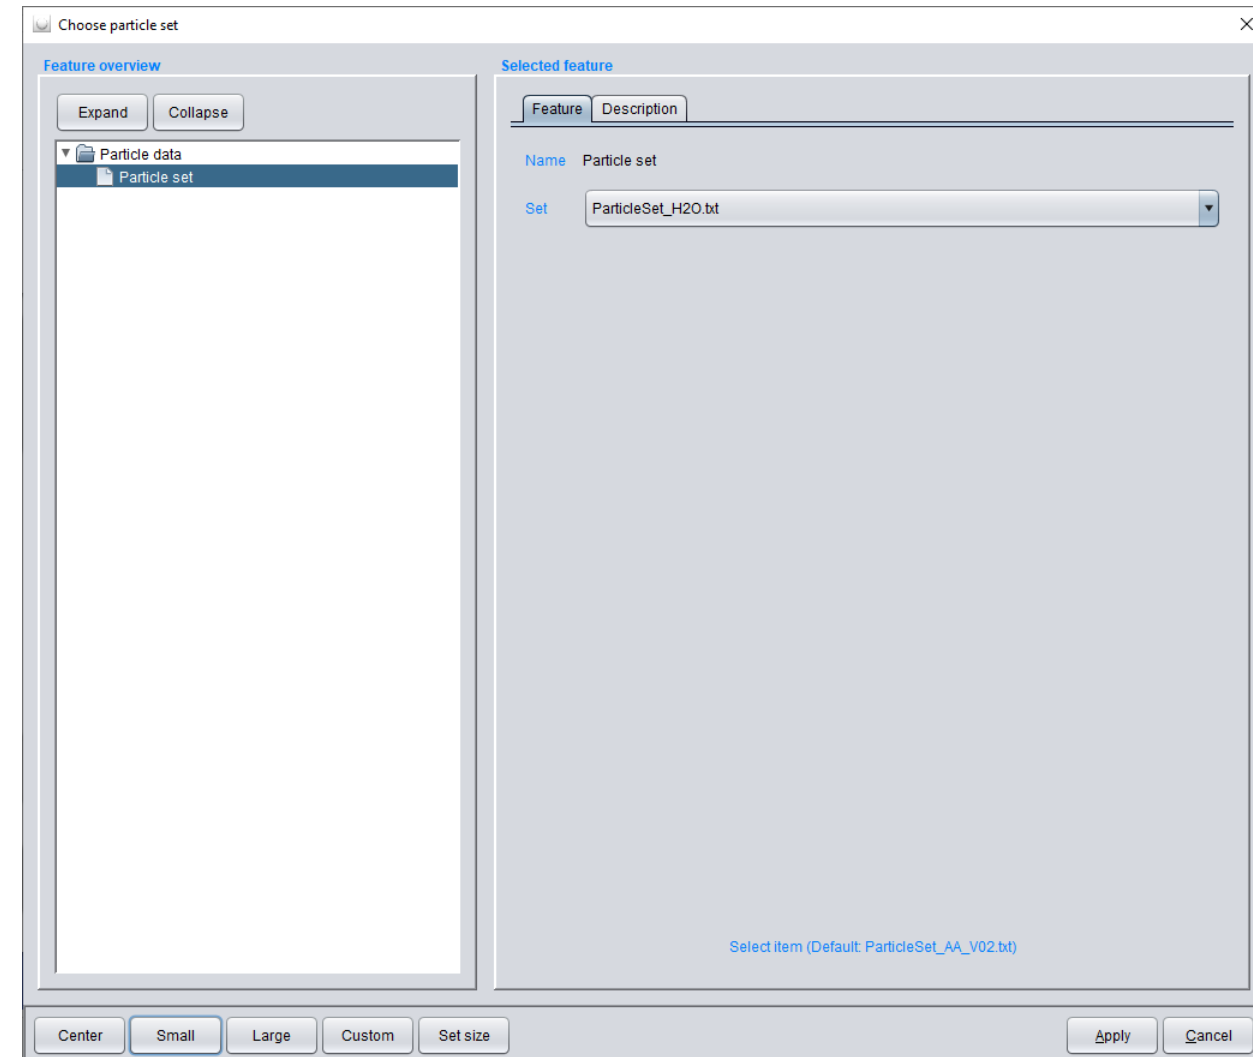 Choose particle set
Feature overview
Selected feature
Expand
Collapse
Feature
Description
Particle data
Particle set
Name Particle set
Set ParticleSet_H2O.txt
Select item (Default: ParticleSet_AA_V02.txt)
Center
Small
Large
Custom
Set size
Apply
Cancel